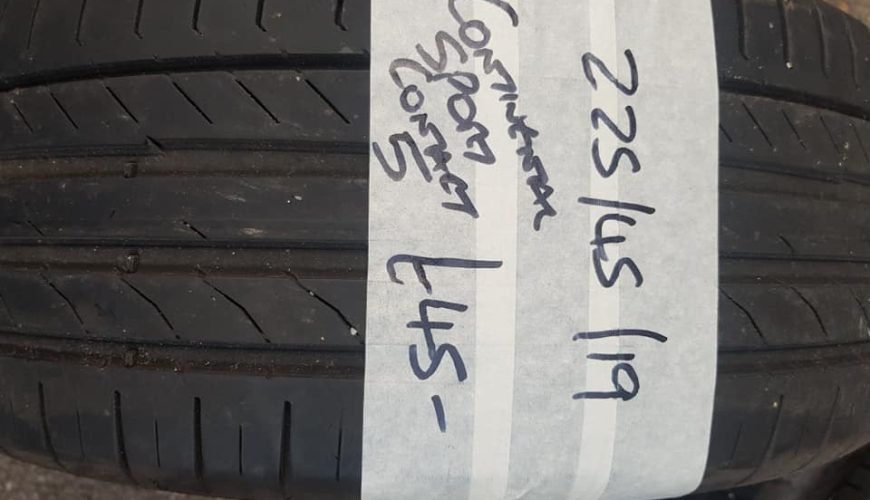 225/45/19
CONTINENTAL
SPORT
CONTACT
5
£45-